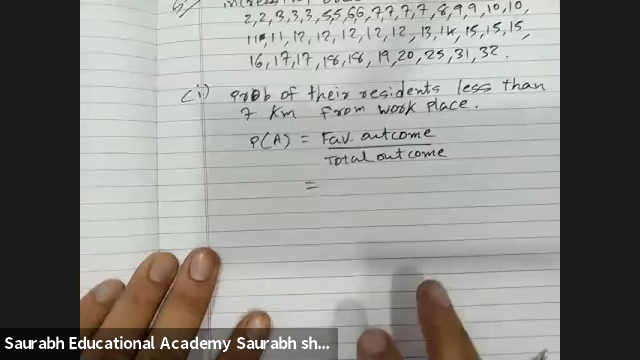 5)
2,2,3,3,3,5,5,6,6,7,7,7,7,8,9,9,10,10,
11,11,12,12,12,12,12,13,14,15,15,15,
16,17,17,18,18,19,20,25,31,32.
(i) Prob of their residents less than
7 Km from work place.
P(A) = Fav. outcome
Total outcome
=
Saurabh Educational Academy Saurabh sh...